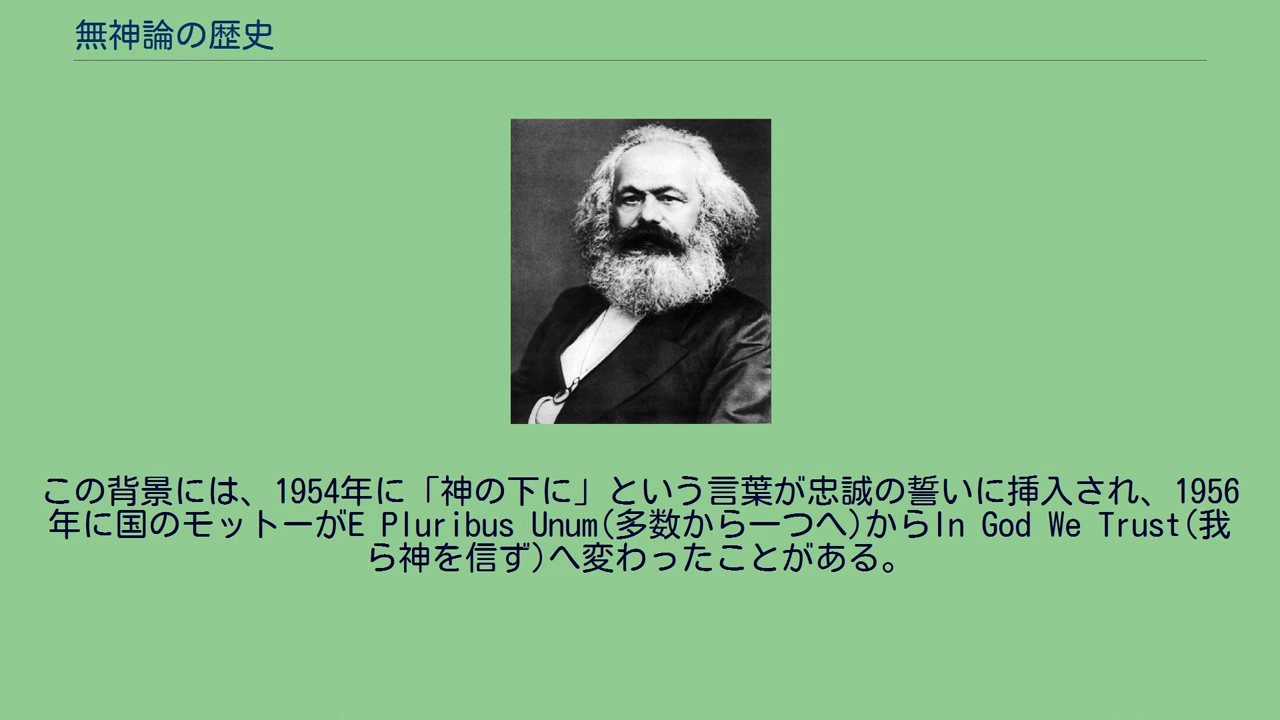 無神論の歴史
この背景には、1954年に「神の下に」という言葉が忠誠の誓いに挿入され、1956
年に国のモットーがE Pluribus Unum(多数から一つへ)からIn God We Trust(我
ら神を信ず)へ変わったことがある。